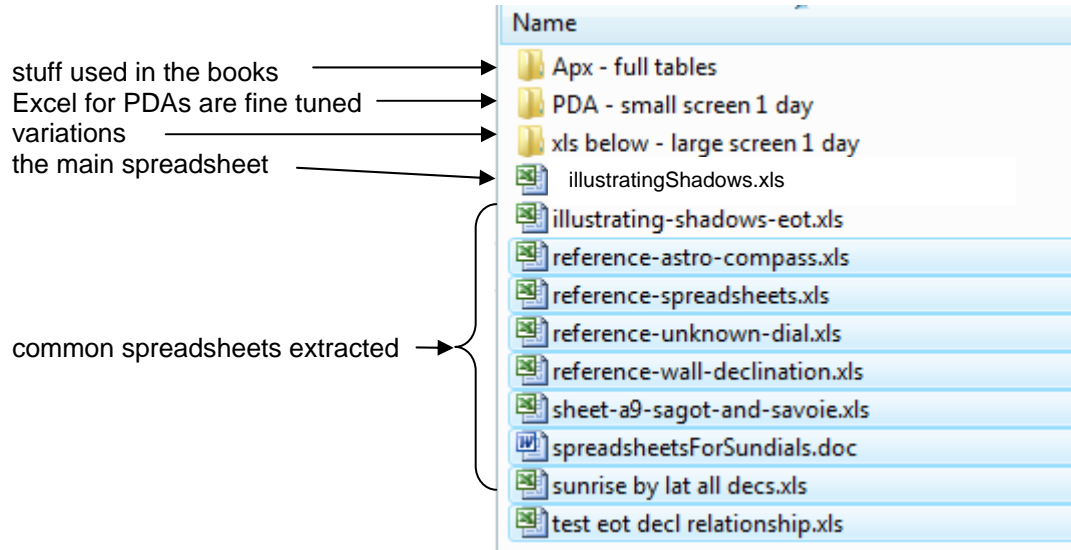 Name
stuff used in the books
Apx - full tables
Excel for PDAs are fine tuned
PDA - small screen 1 day
variations
xls below - large screen 1 day
the main spreadsheet
illustratingShadows.xls
illustrating-shadows-eot.xls
reference-astro-compass.xls
reference-spreadsheets.xls
reference-unknown-dial.xls
common spreadsheets extracted
reference-wall-declination.xls
sheet-a9-sagot-and-savoie.xls
spreadsheetsForSundials.doc
sunrise by lat all decs.xls
test eot decl relationship.xls